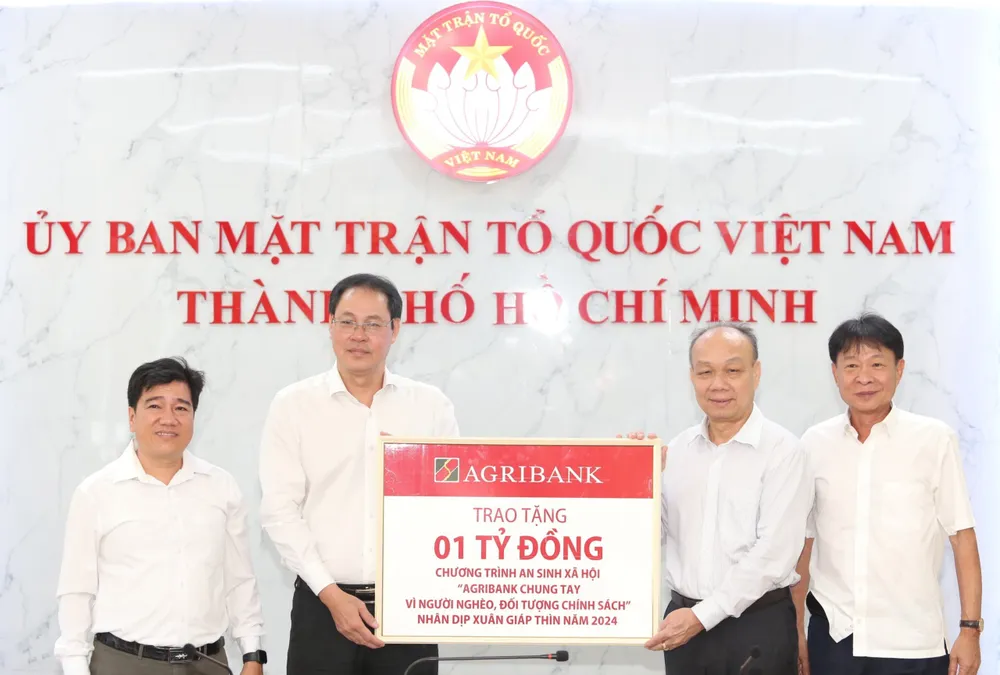 MẶT TRẬN TỔ QUỐC
VIỆT NAM
ỦY BAN MẶT TRẬN TỔ QUỐC VIỆT NAM
THÀNH PHỐ HỒ CHÍ MINH
AGRIBANK
TRAO TẶNG
01 TỶ ĐỒNG
CHƯƠNG TRÌNH AN SINH XÃ HỘI
"AGRIBANK CHUNG TAY
VÌ NGƯỜI NGHÈO, ĐỐI TƯỢNG CHÍNH SÁCH"
NHÂN DỊP XUÂN GIÁP THÌN NĂM 2024